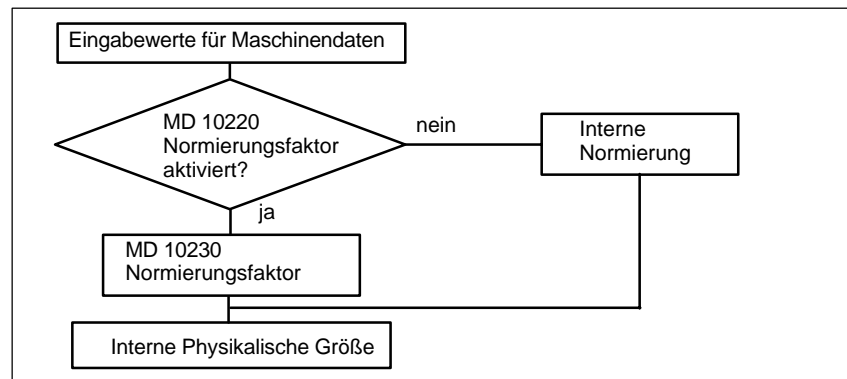 Eingabewerte für Maschinendaten
MD 10220
Normierungsfaktor
aktiviert?
nein
Interne
Normierung
ja
MD 10230
Normierungsfaktor
Interne Physikalische Größe